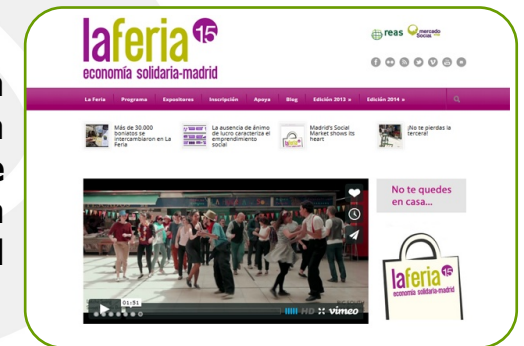 laferia 15
economía solidaria-madrid
reas mercado social
La Feria Programa Expositores Inscripción Apoya Blog Edición 2013 » Edición 2014 »
Más de 30.000
boniatos se
intercambiaron en La
Feria
La ausencia de ánimo
de lucro caracteriza el
emprendimiento
social
Madrid's Social
Market shows its
heart
¡No te pierdas la
tercera!
No te quedes
en casa...
01:51
HD vimeo
laferia 15
economía solidaria-madrid